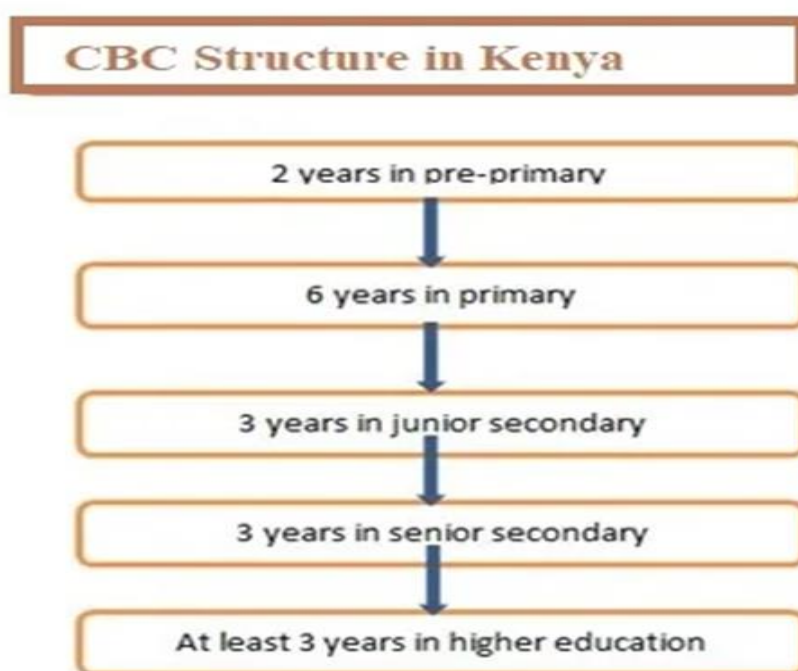 CBC Structure in Kenya
2 years in pre-primary
6 years in primary
3 years in junior secondary
3 years in senior secondary
At least 3 years in higher education